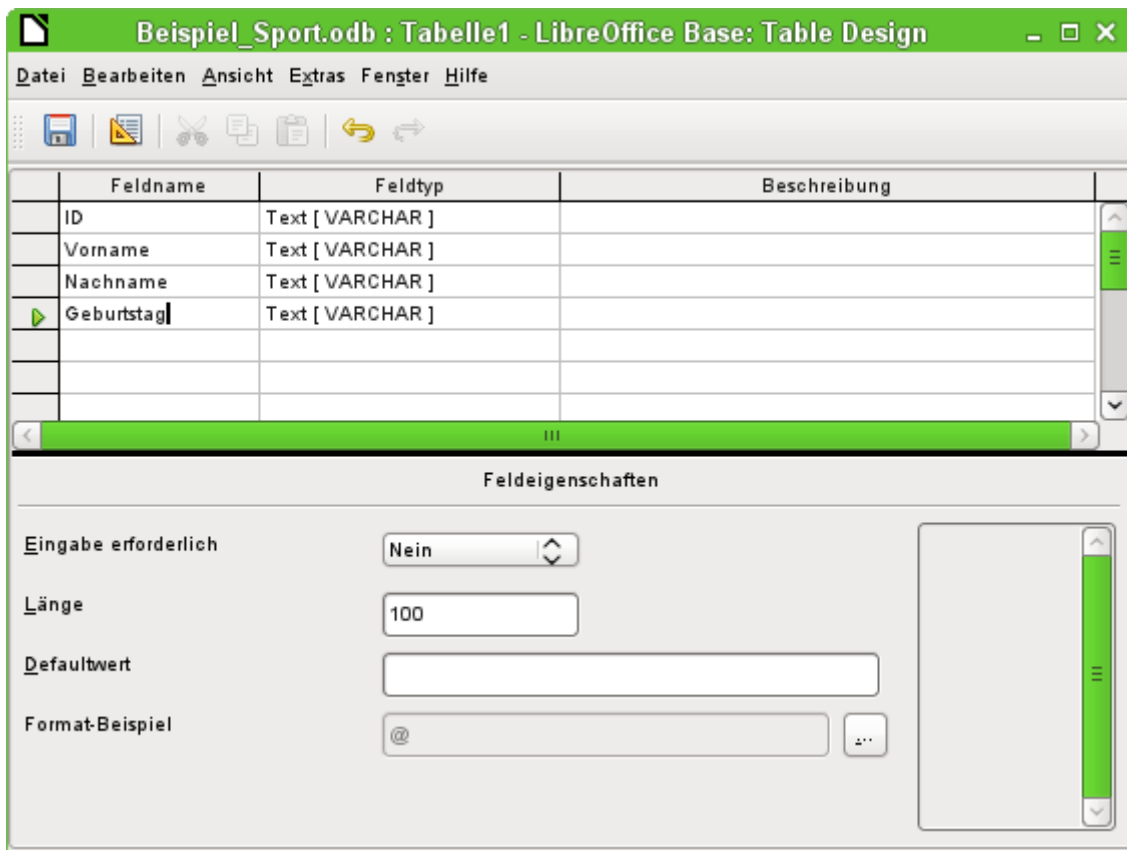 Beispiel_Sport.odb : Tabelle1 - LibreOffice Base: Table Design
Datei Bearbeiten Ansicht Extras Fenster Hilfe
Feldname Feldtyp Beschreibung
ID Text [ VARCHAR ]
Vorname Text [ VARCHAR ]
Nachname Text [ VARCHAR ]
Geburtstag Text [ VARCHAR ]
Feldeigenschaften
Eingabe erforderlich Nein
Länge 100
Defaultwert
Format-Beispiel @ ...